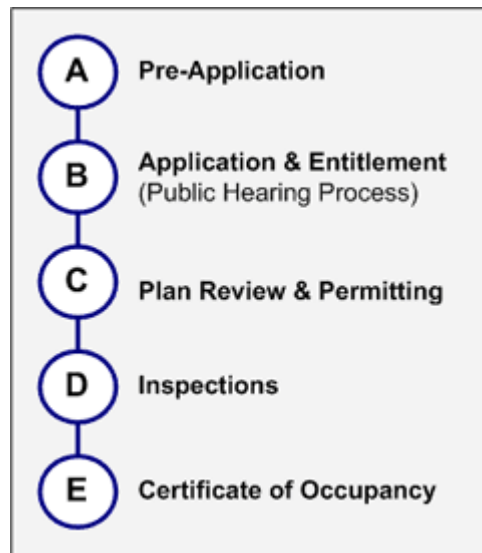 A Pre-Application
B Application & Entitlement
(Public Hearing Process)
C Plan Review & Permitting
D Inspections
E Certificate of Occupancy